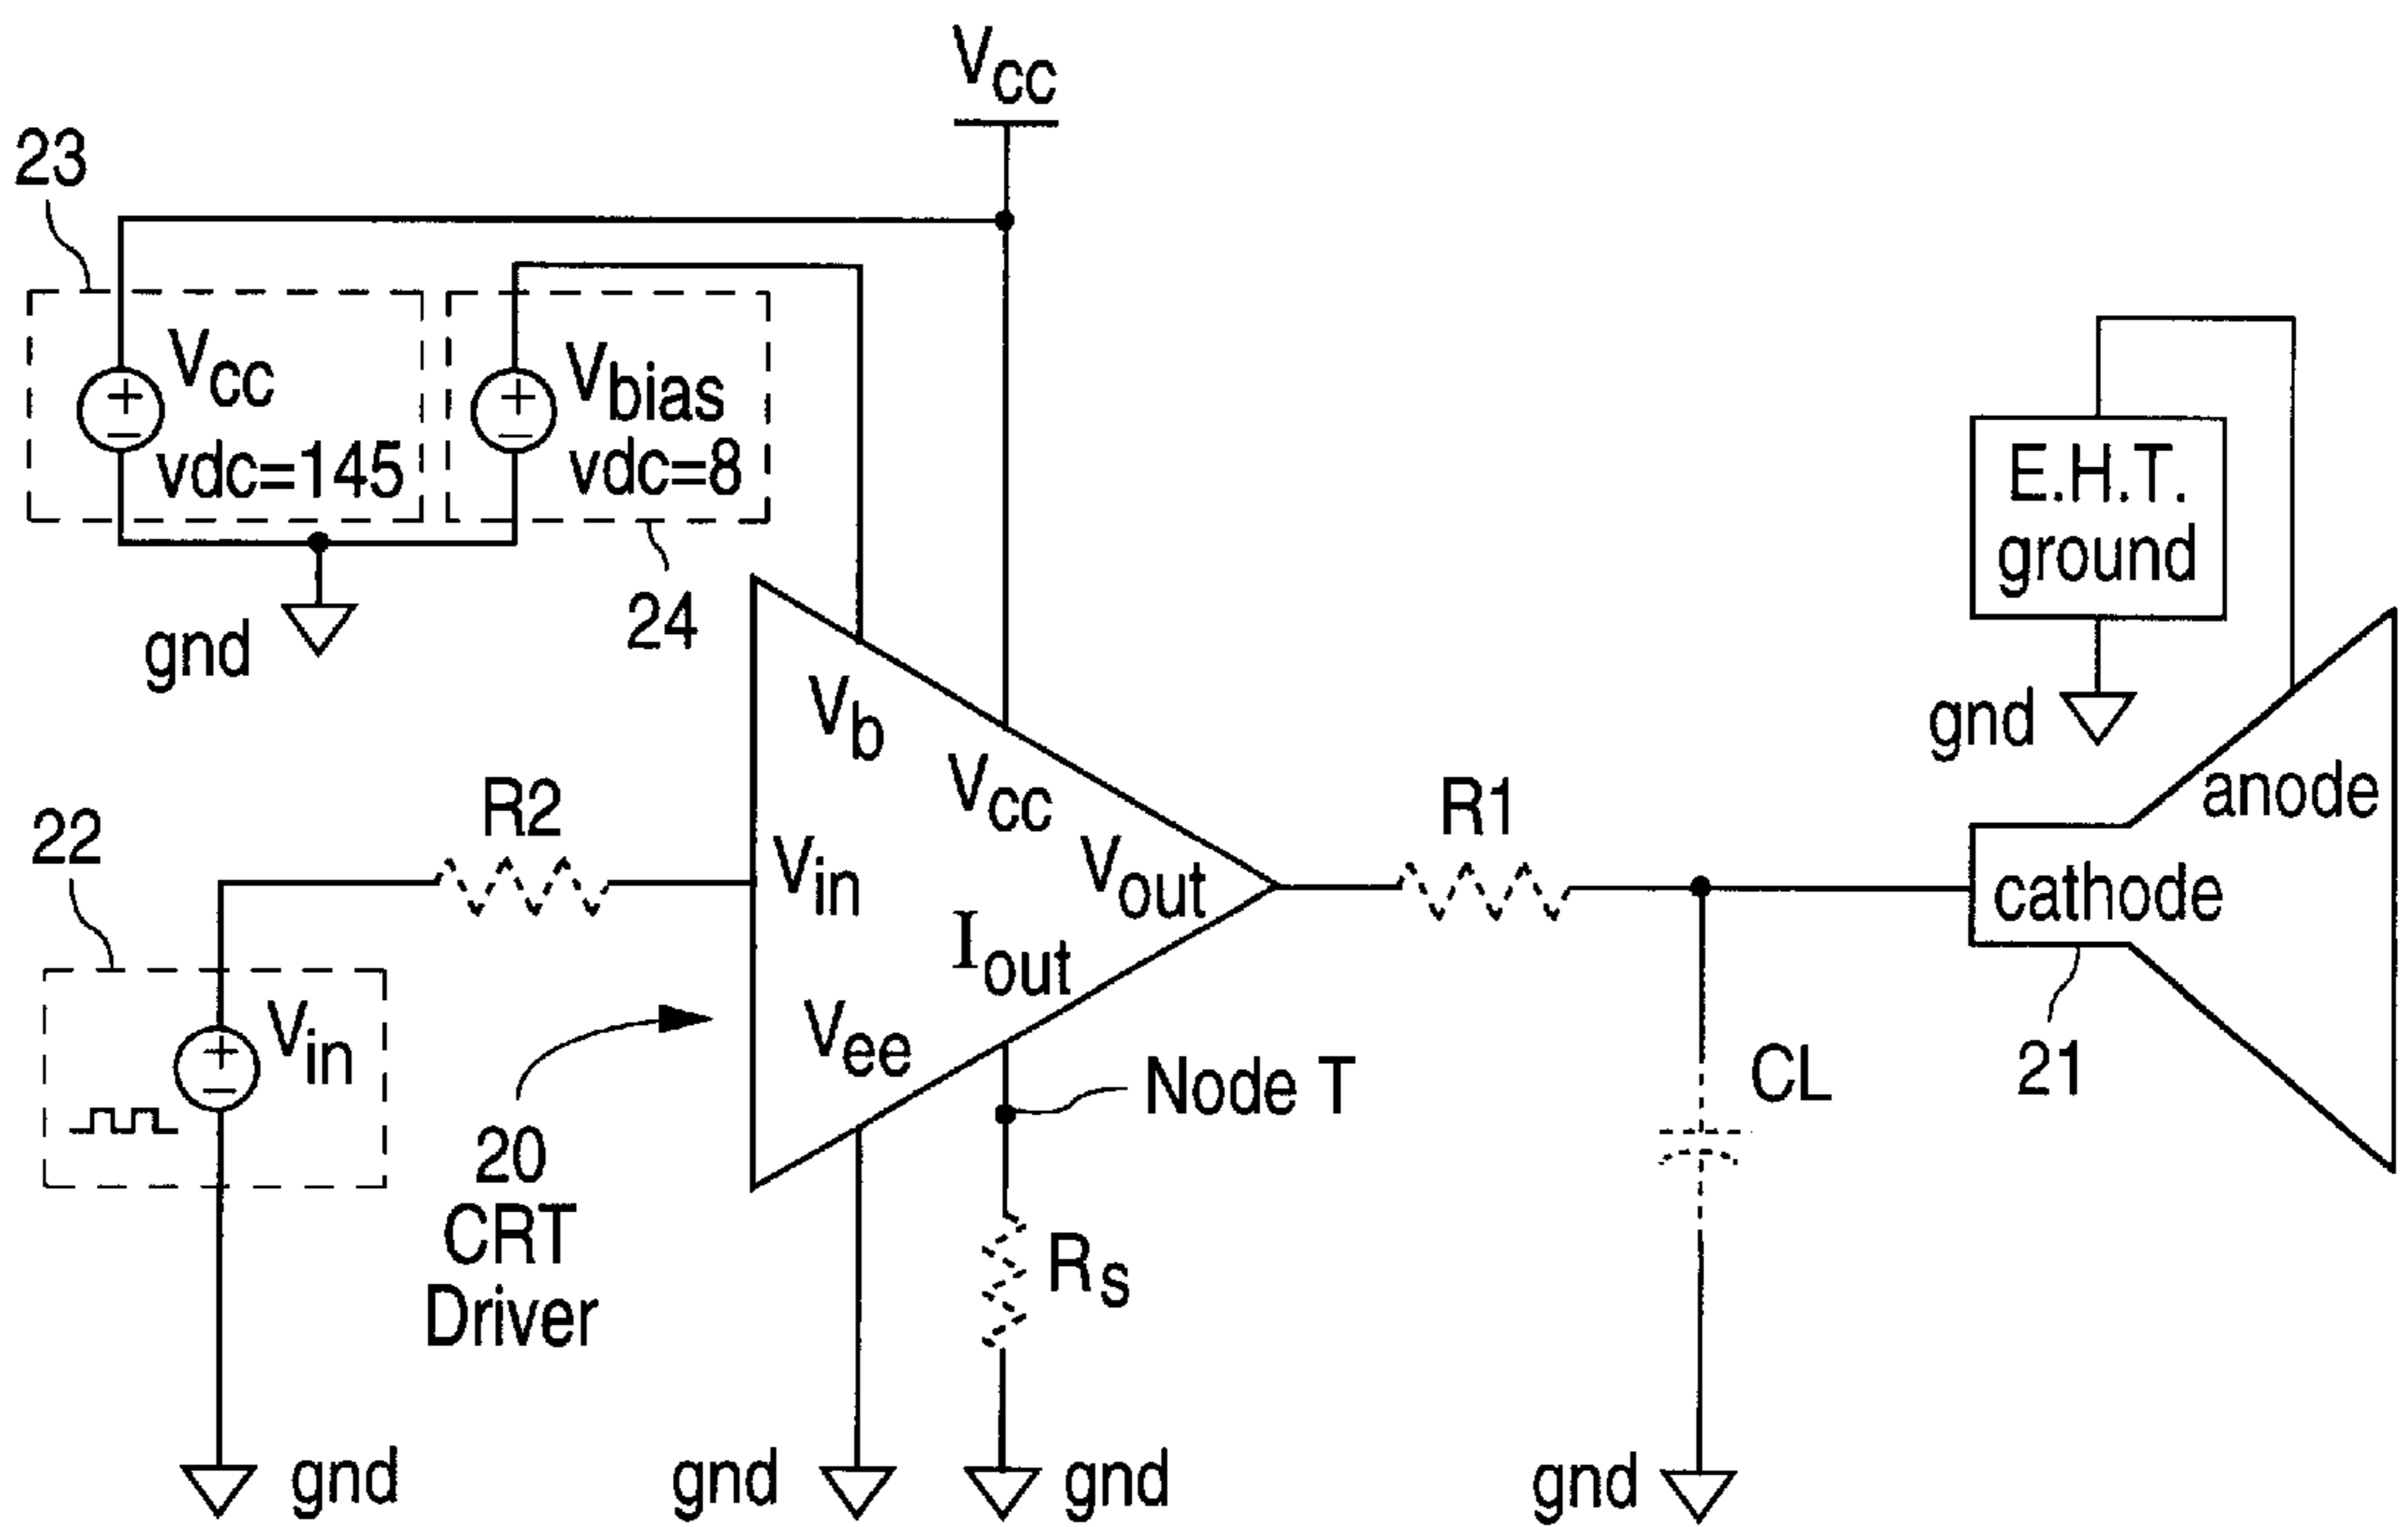 Vcc
23
Vcc
vdc=145
Vbias
vdc=8
gnd
24
E.H.T.
ground
gnd
anode
cathode
21
Vb
Vcc
Vin
Vout
Iout
Vee
R2
R1
22
Vin
20
CRT
Driver
Node T
Rs
CL
gnd
gnd
gnd
gnd